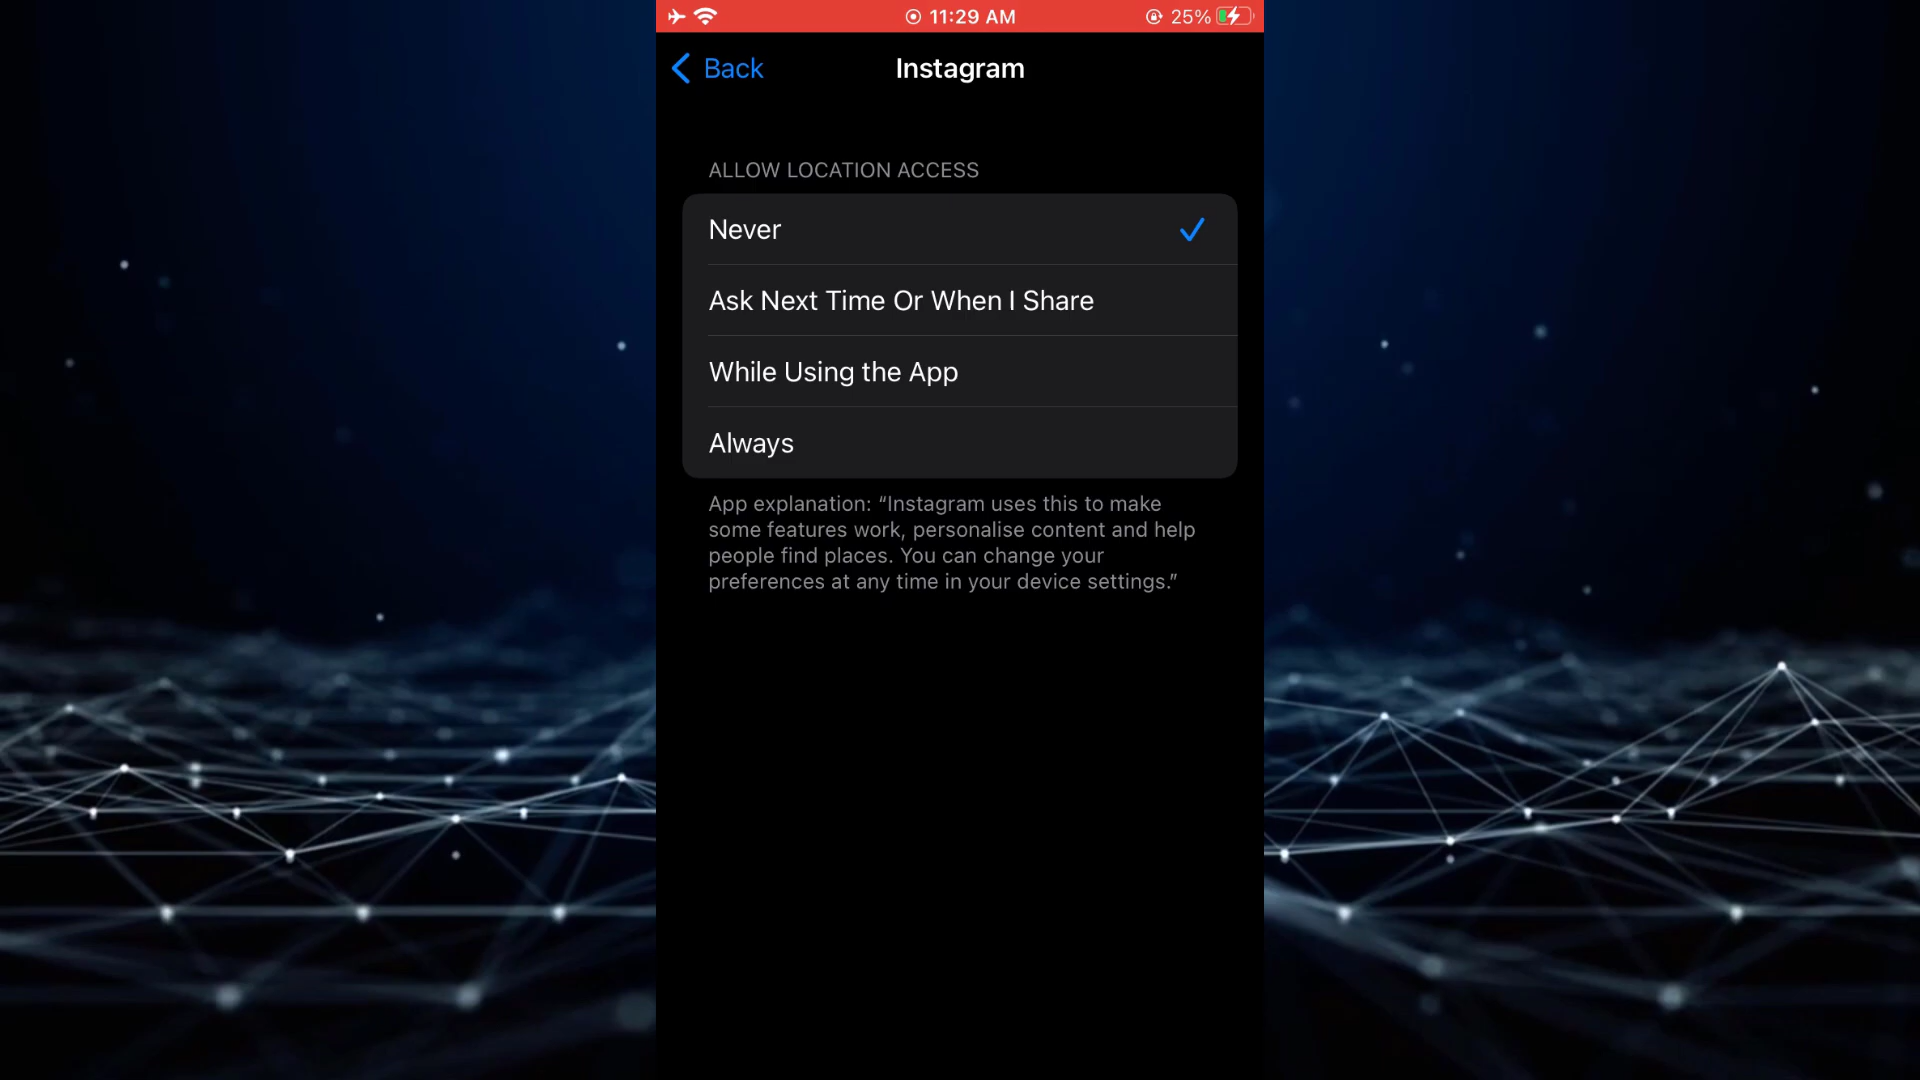 11:29 AM
25%
Back
Instagram
ALLOW LOCATION ACCESS
Never
Ask Next Time Or When I Share
While Using the App
Always
App explanation: “Instagram uses this to make
some features work, personalise content and help
people find places. You can change your
preferences at any time in your device settings.”